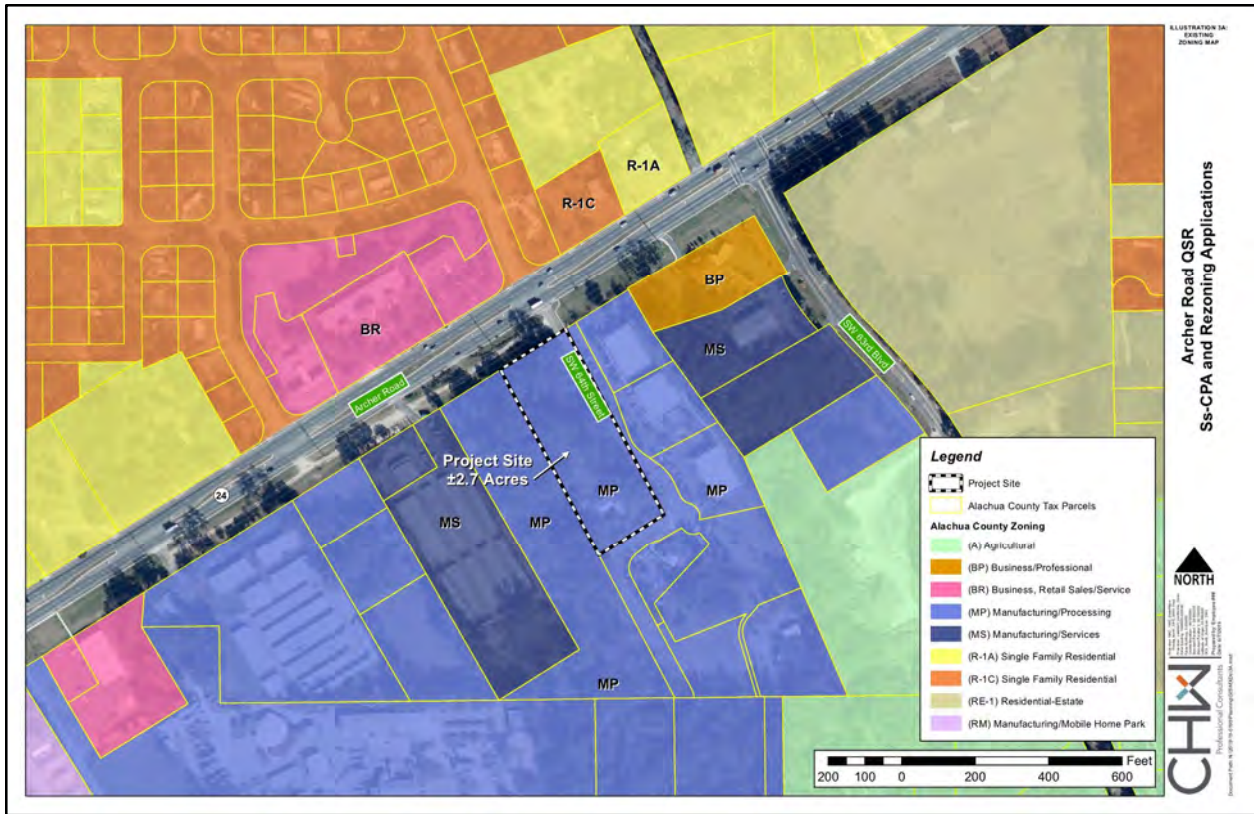 ILLUSTRATION 3A:
EXISTING
ZONING MAP
Archer Road QSR
Ss-CPA and Rezoning Applications
R-1A
R-1C
BP
BR
MS
SW 63rd Blvd
SW 64th Street
Archer Road
Project Site
±2.7 Acres
MP
MP
MS
MP
24
MP
Legend
Project Site
Alachua County Tax Parcels
Alachua County Zoning
(A) Agricultural
(BP) Business/Professional
(BR) Business, Retail Sales/Service
(MP) Manufacturing/Processing
(MS) Manufacturing/Services
(R-1A) Single Family Residential
(R-1C) Single Family Residential
(RE-1) Residential-Estate
(RM) Manufacturing/Mobile Home Park
Feet
200 100 0 200 400 600
NORTH
CHW
Professional Consultants